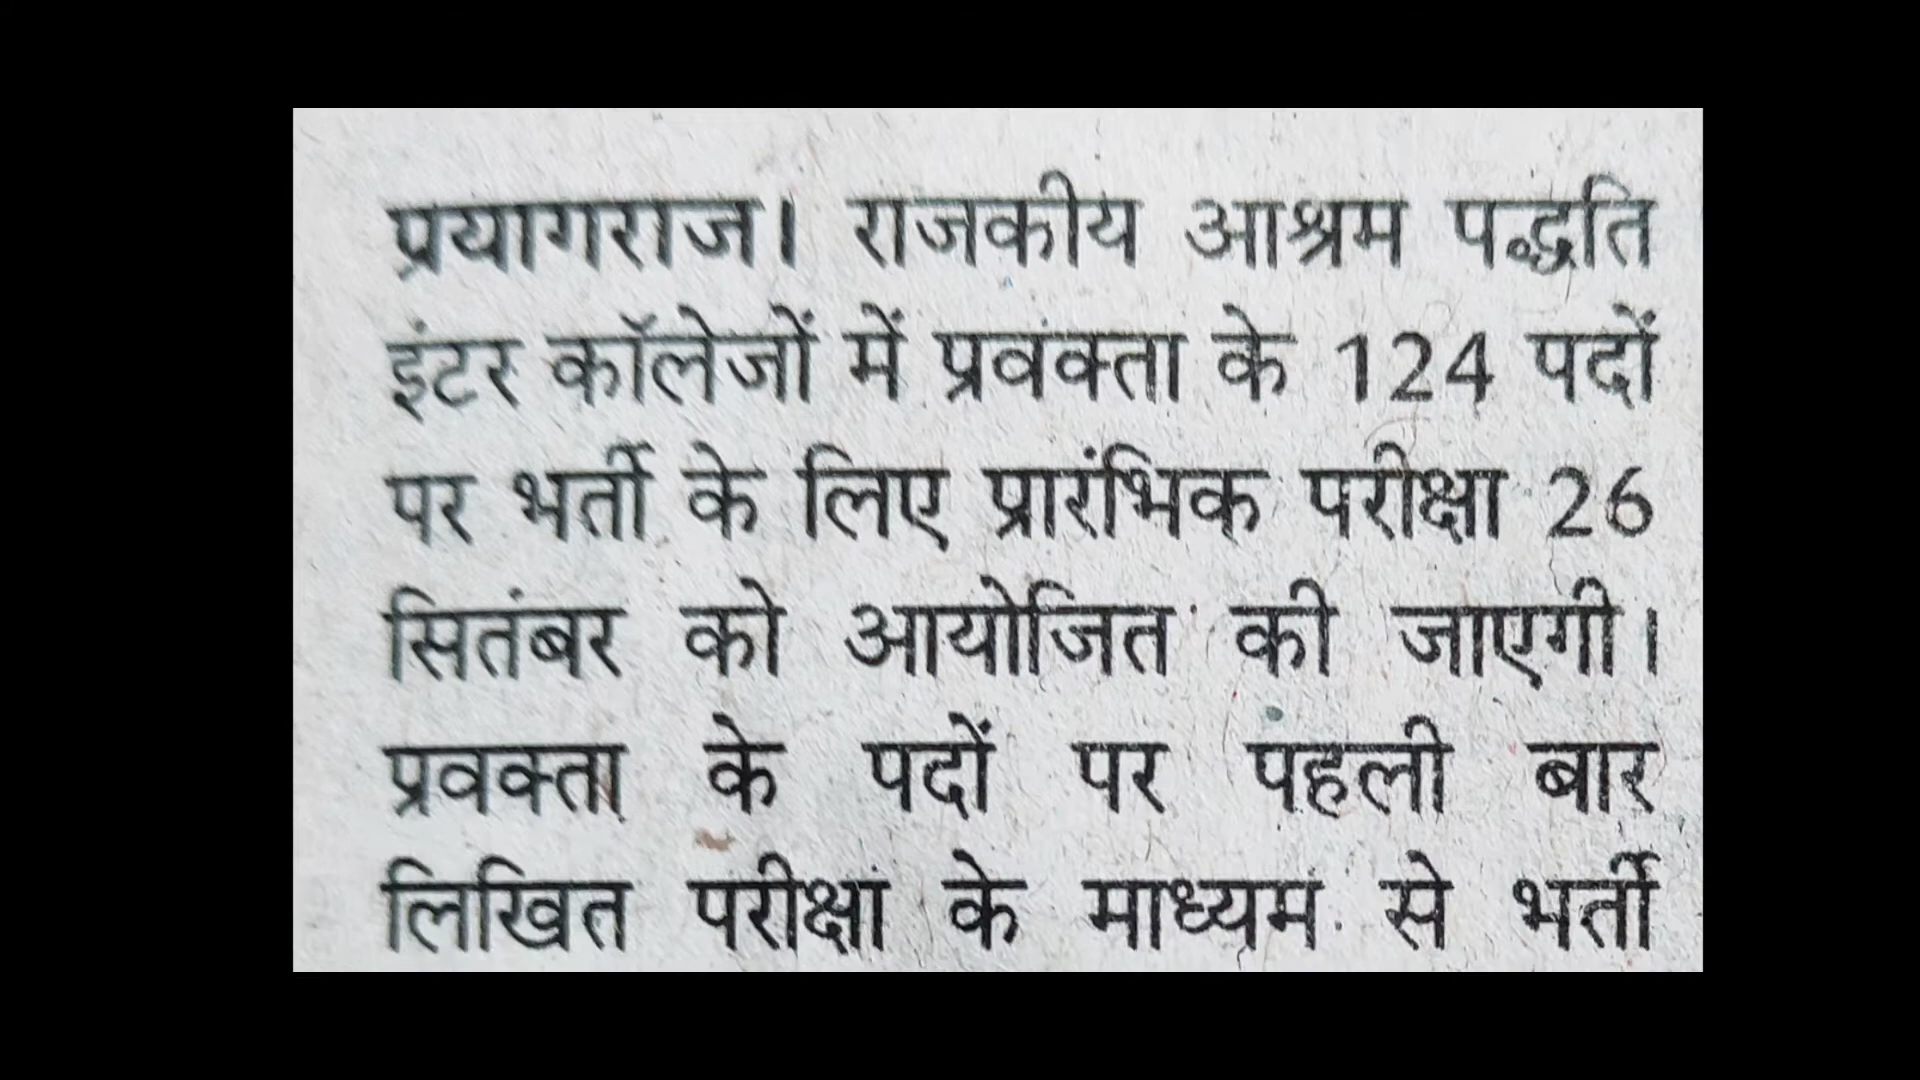 प्रयागराज। राजकीय आश्रम पद्धति
इंटर कॉलेजों में प्रवक्ता के 124 पदों
पर भर्ती के लिए प्रारंभिक परीक्षा 26
सितंबर को आयोजित की जाएगी।
प्रवक्ता के पदों पर पहली बार
लिखित परीक्षा के माध्यम से भर्ती